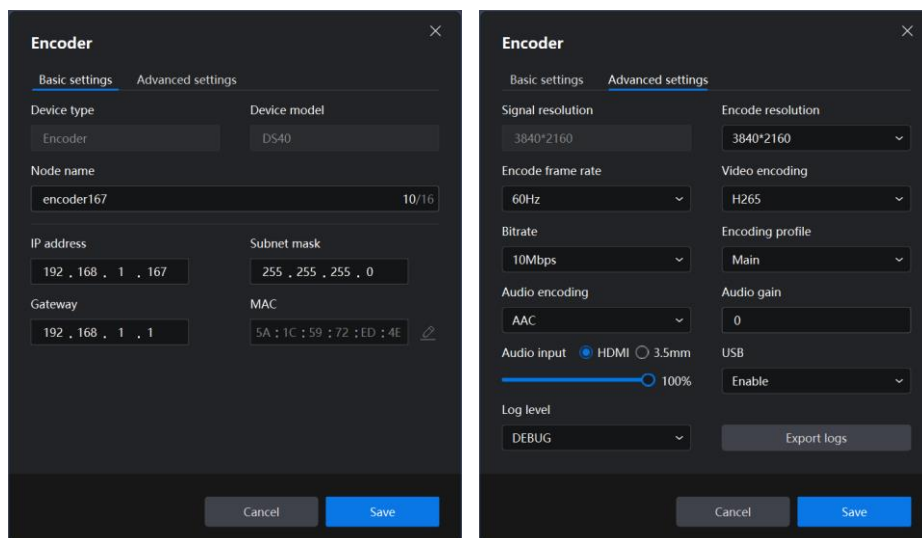 Encoder
Basic settings Advanced settings
Device type Device model
Encoder DS40
Node name
encoder167 10/16
IP address Subnet mask
192 . 168 . 1 . 167 255 . 255 . 255 . 0
Gateway MAC
192 . 168 . 1 . 1 5A : 1C : 59 : 72 : ED : 4E
Cancel Save
Encoder
Basic settings Advanced settings
Signal resolution Encode resolution
3840*2160 3840*2160
Encode frame rate Video encoding
60Hz H265
Bitrate Encoding profile
10Mbps Main
Audio encoding Audio gain
AAC 0
Audio input HDMI 3.5mm USB
100% Enable
Log level
DEBUG Export logs
Cancel Save